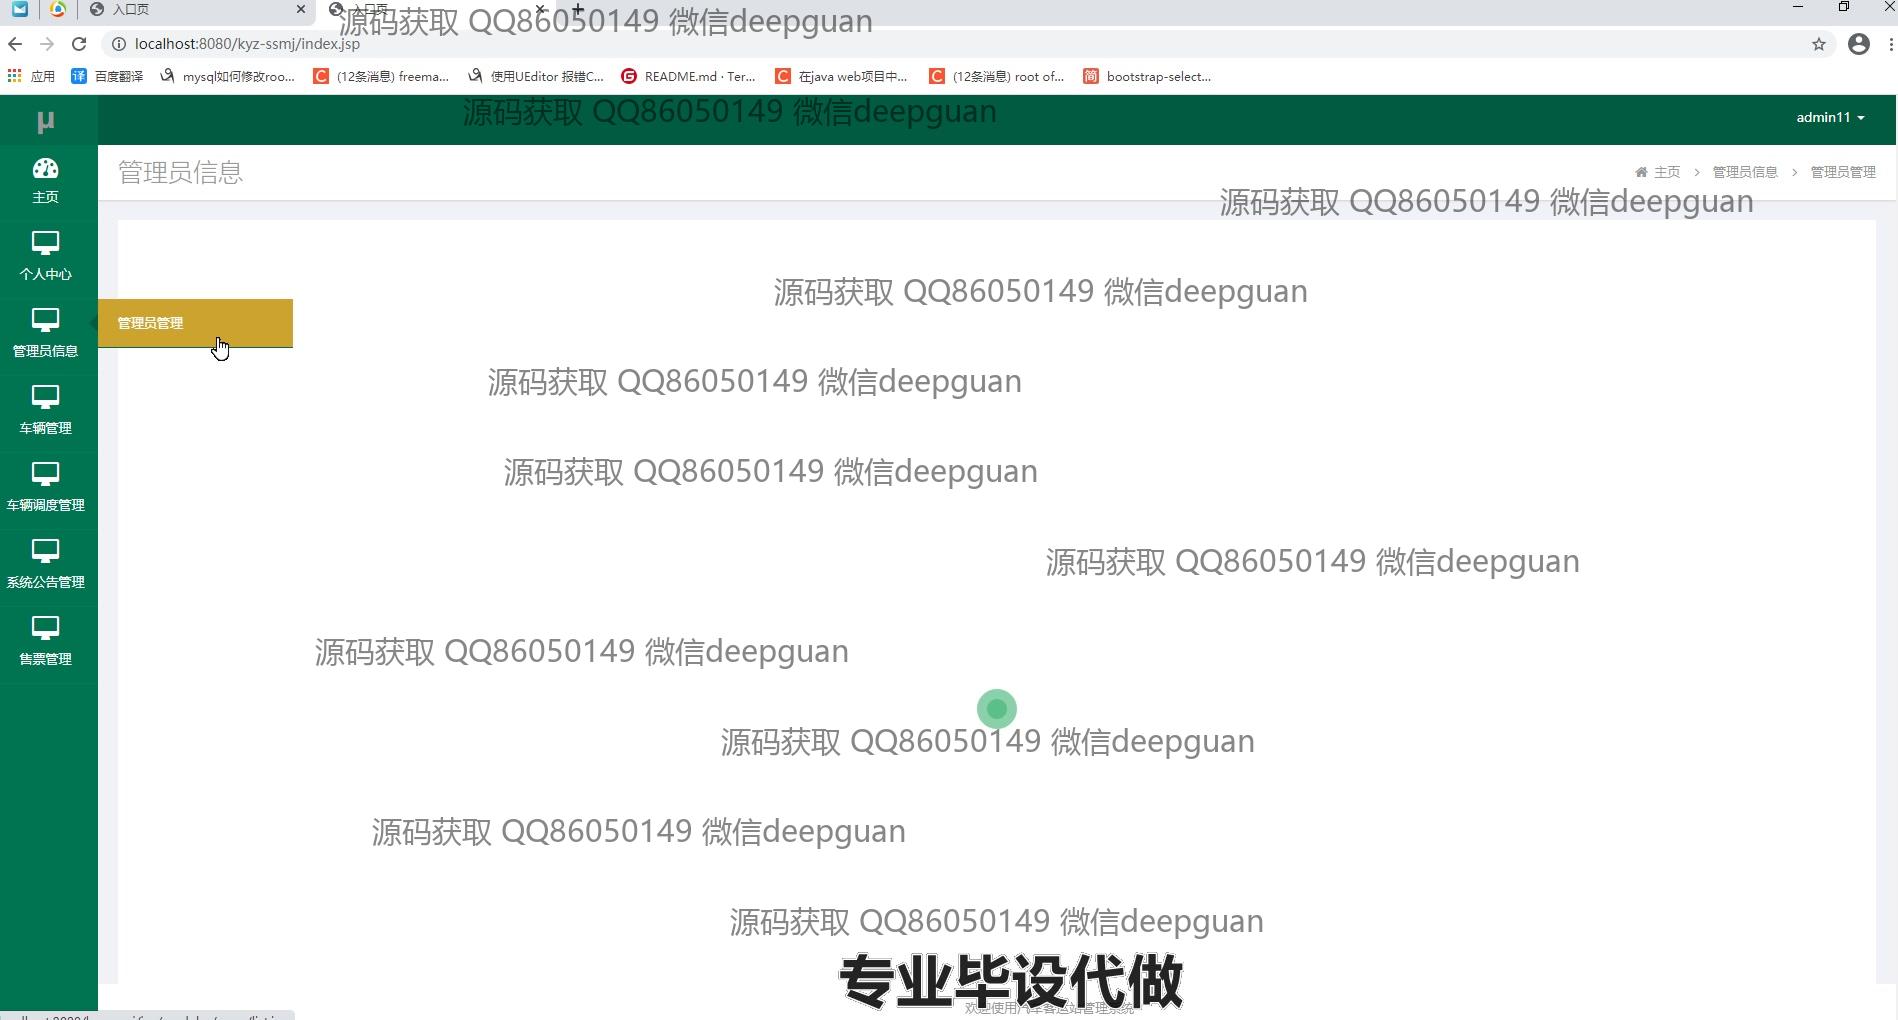 入口页
入口页
源码获取 QQ86050149 微信deepguan
localhost:8080/kyz-ssmj/index.jsp
应用
百度翻译
mysql如何修改roo...
(12条消息) freema...
使用UEditor 报错C...
README.md · Ter...
在java web项目中...
(12条消息) root of...
bootstrap-select...
源码获取 QQ86050149 微信deepguan
μ
admin11
管理员信息
主页 > 管理员信息 > 管理员管理
主页
源码获取 QQ86050149 微信deepguan
个人中心
源码获取 QQ86050149 微信deepguan
管理员管理
管理员信息
源码获取 QQ86050149 微信deepguan
车辆管理
源码获取 QQ86050149 微信deepguan
车辆调度管理
源码获取 QQ86050149 微信deepguan
系统公告管理
源码获取 QQ86050149 微信deepguan
售票管理
源码获取 QQ86050149 微信deepguan
源码获取 QQ86050149 微信deepguan
源码获取 QQ86050149 微信deepguan
专业毕设代做
欢迎使用汽车客运站管理系统